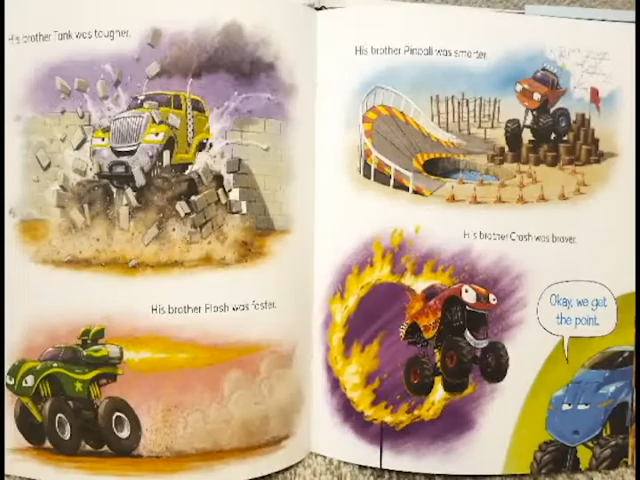 His brother Tank was tougher.
His brother Flash was faster.
His brother Pinball was smarter.
His brother Crash was braver.
Okay, we get
the point.